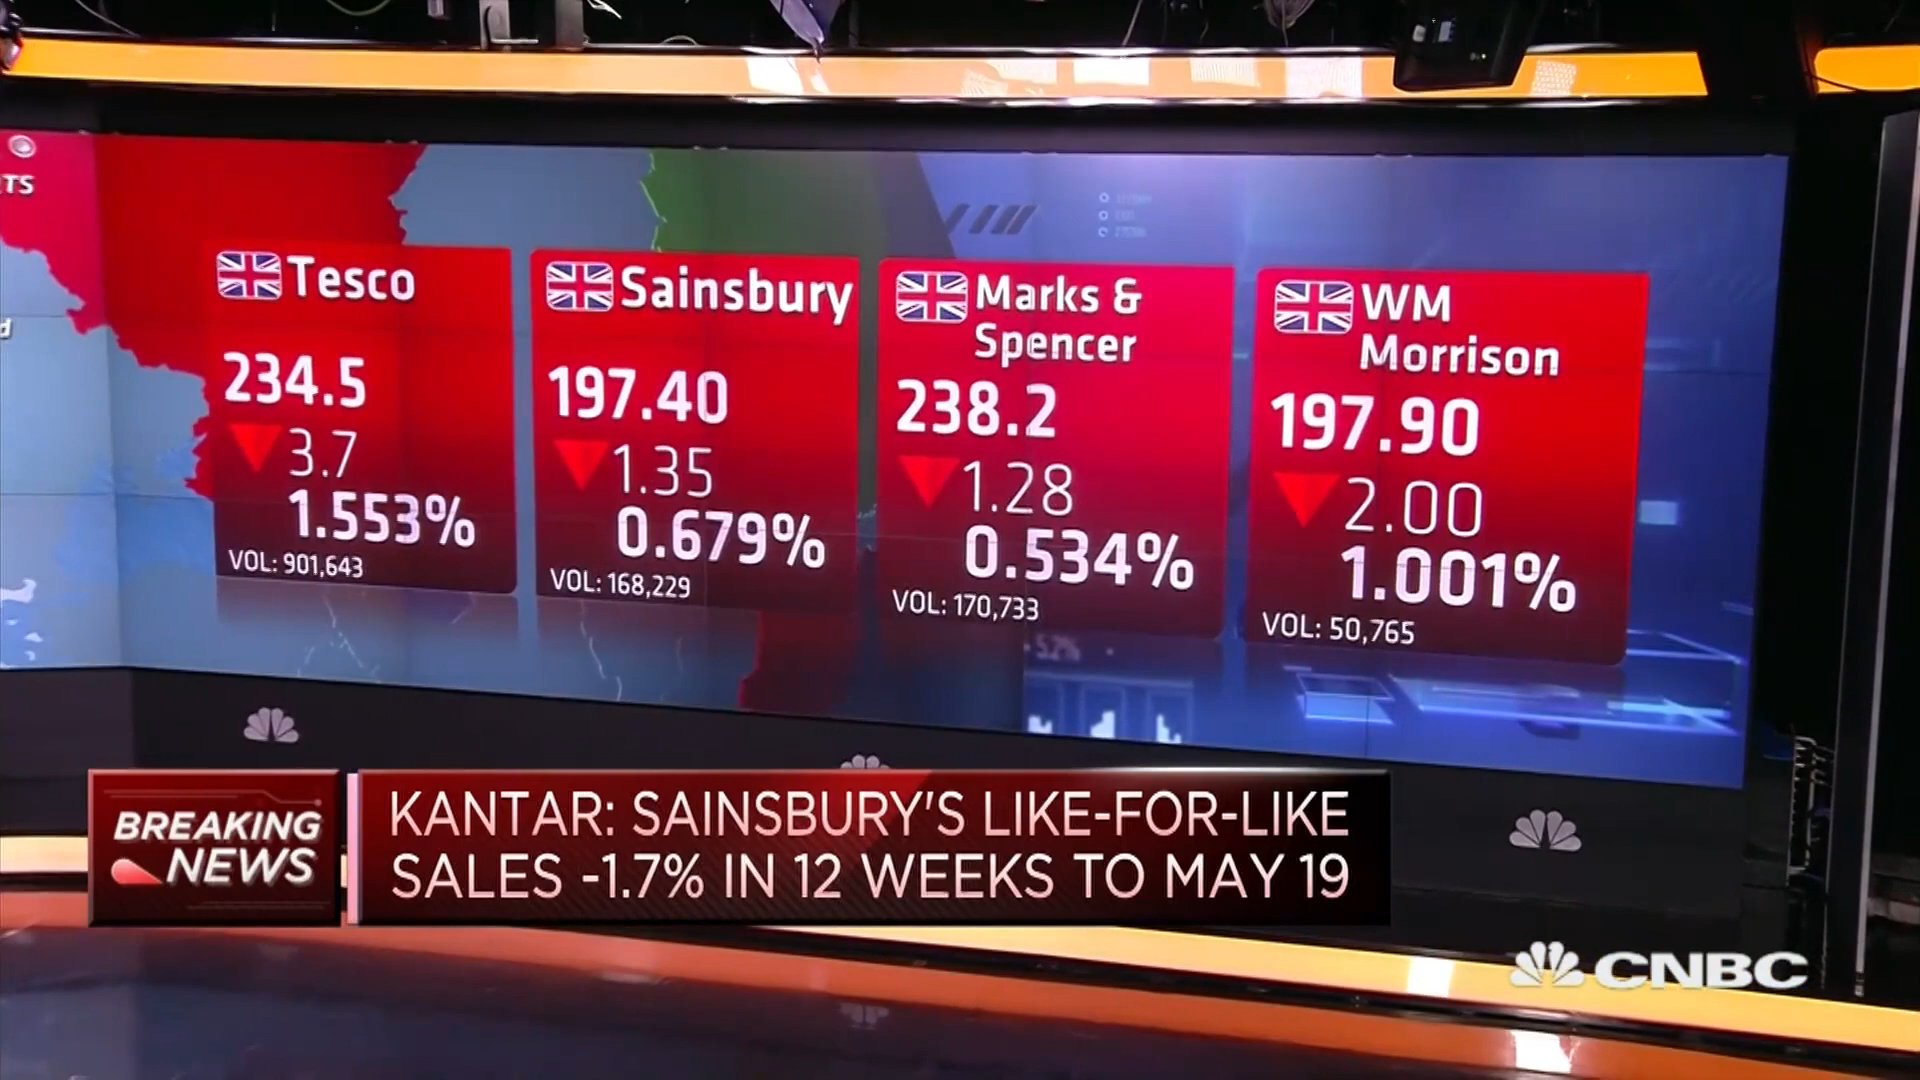 TS
Tesco
234.5
3.7
1.553%
VOL: 901,643
Sainsbury
197.40
1.35
0.679%
VOL: 168,229
Marks &
Spencer
238.2
1.28
0.534%
VOL: 170,733
WM
Morrison
197.90
2.00
1.001%
VOL: 50,765
BREAKING
NEWS
KANTAR: SAINSBURY'S LIKE-FOR-LIKE
SALES -1.7% IN 12 WEEKS TO MAY 19
CNBC